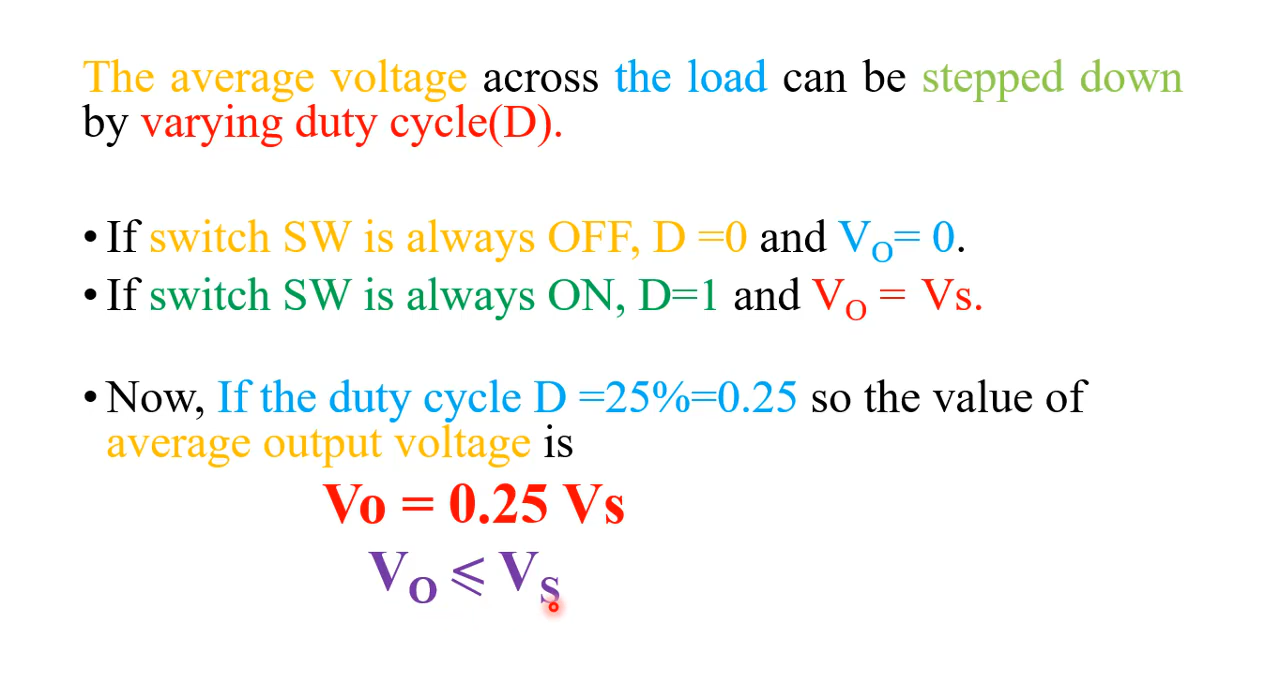 The average voltage across the load can be stepped down
by varying duty cycle(D).
• If switch SW is always OFF, D =0 and VO= 0.
• If switch SW is always ON, D=1 and VO = Vs.
• Now, If the duty cycle D =25%=0.25 so the value of
average output voltage is
Vo = 0.25 Vs
VO ⩽ VS